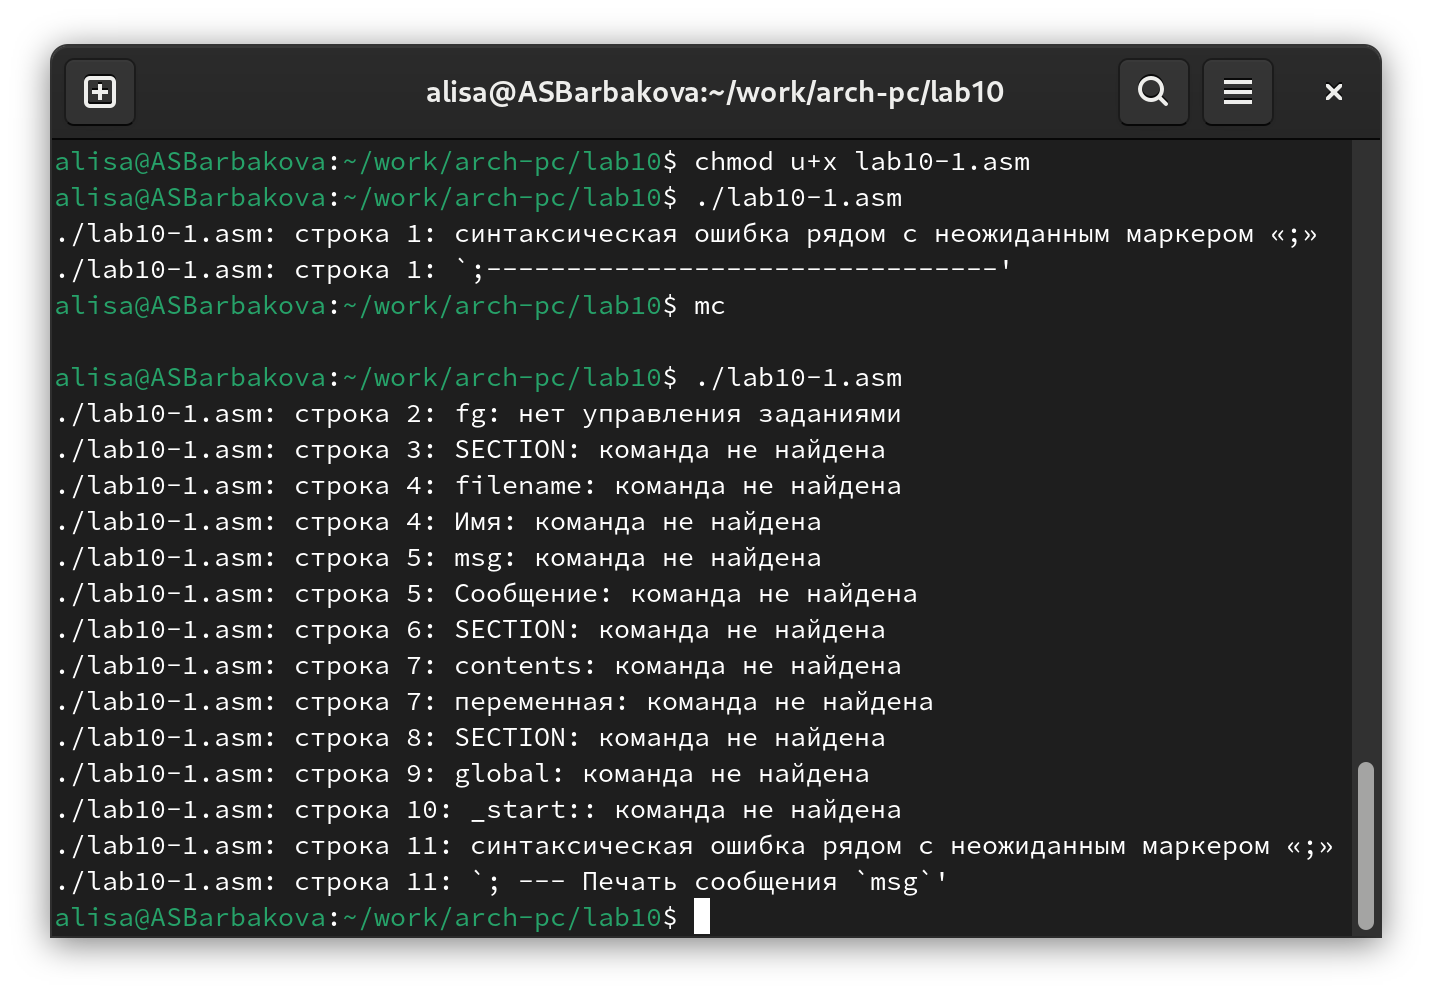 alisa@ASBarbakova:~/work/arch-pc/lab10
alisa@ASBarbakova:~/work/arch-pc/lab10$ chmod u+x lab10-1.asm
alisa@ASBarbakova:~/work/arch-pc/lab10$ ./lab10-1.asm
./lab10-1.asm: строка 1: синтаксическая ошибка рядом с неожиданным маркером «;»
./lab10-1.asm: строка 1: `;--------------------------------'
alisa@ASBarbakova:~/work/arch-pc/lab10$ mc
alisa@ASBarbakova:~/work/arch-pc/lab10$ ./lab10-1.asm
./lab10-1.asm: строка 2: fg: нет управления заданиями
./lab10-1.asm: строка 3: SECTION: команда не найдена
./lab10-1.asm: строка 4: filename: команда не найдена
./lab10-1.asm: строка 4: Имя: команда не найдена
./lab10-1.asm: строка 5: msg: команда не найдена
./lab10-1.asm: строка 5: Сообщение: команда не найдена
./lab10-1.asm: строка 6: SECTION: команда не найдена
./lab10-1.asm: строка 7: contents: команда не найдена
./lab10-1.asm: строка 7: переменная: команда не найдена
./lab10-1.asm: строка 8: SECTION: команда не найдена
./lab10-1.asm: строка 9: global: команда не найдена
./lab10-1.asm: строка 10: _start:: команда не найдена
./lab10-1.asm: строка 11: синтаксическая ошибка рядом с неожиданным маркером «;»
./lab10-1.asm: строка 11: `; --- Печать сообщения `msg`'
alisa@ASBarbakova:~/work/arch-pc/lab10$